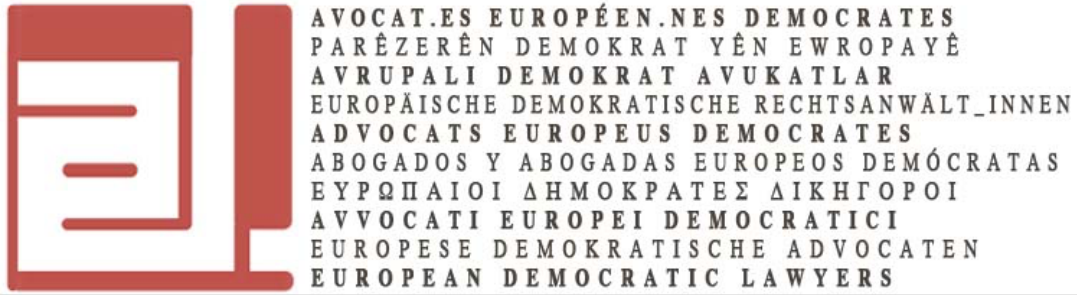 AVOCAT.ES EUROPÉEN.NES DEMOCRATES
PARÊZERÊN DEMOKRAT YÊN EWROPAYÊ
AVRUPALI DEMOKRAT AVUKATLAR
EUROPÄISCHE DEMOKRATISCHE RECHTSANWÄLT_INNEN
ADVOCATS EUROPEUS DEMOCRATES
ABOGADOS Y ABOGADAS EUROPEOS DEMÓCRATAS
ΕΥΡΩΠΑΙΟΙ ΔΗΜΟΚΡΑΤΕΣ ΔΙΚΗΓΟΡΟΙ
AVVOCATI EUROPEI DEMOCRATICI
EUROPESE DEMOKRATISCHE ADVOCATEN
EUROPEAN DEMOCRATIC LAWYERS